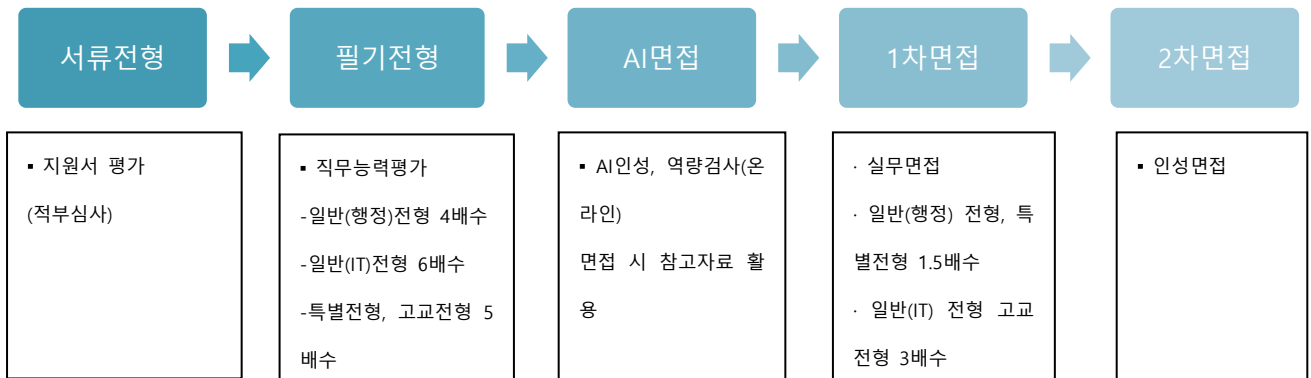 서류전형
필기전형
AI면접
1차면접
2차면접
▪ 지원서 평가
(적부심사)
▪ 직무능력평가
-일반(행정)전형 4배수
-일반(IT)전형 6배수
-특별전형, 고교전형 5
배수
▪ AI인성, 역량검사(온
라인)
면접 시 참고자료 활
용
· 실무면접
· 일반(행정) 전형, 특
별전형 1.5배수
· 일반(IT) 전형 고교
전형 3배수
▪ 인성면접